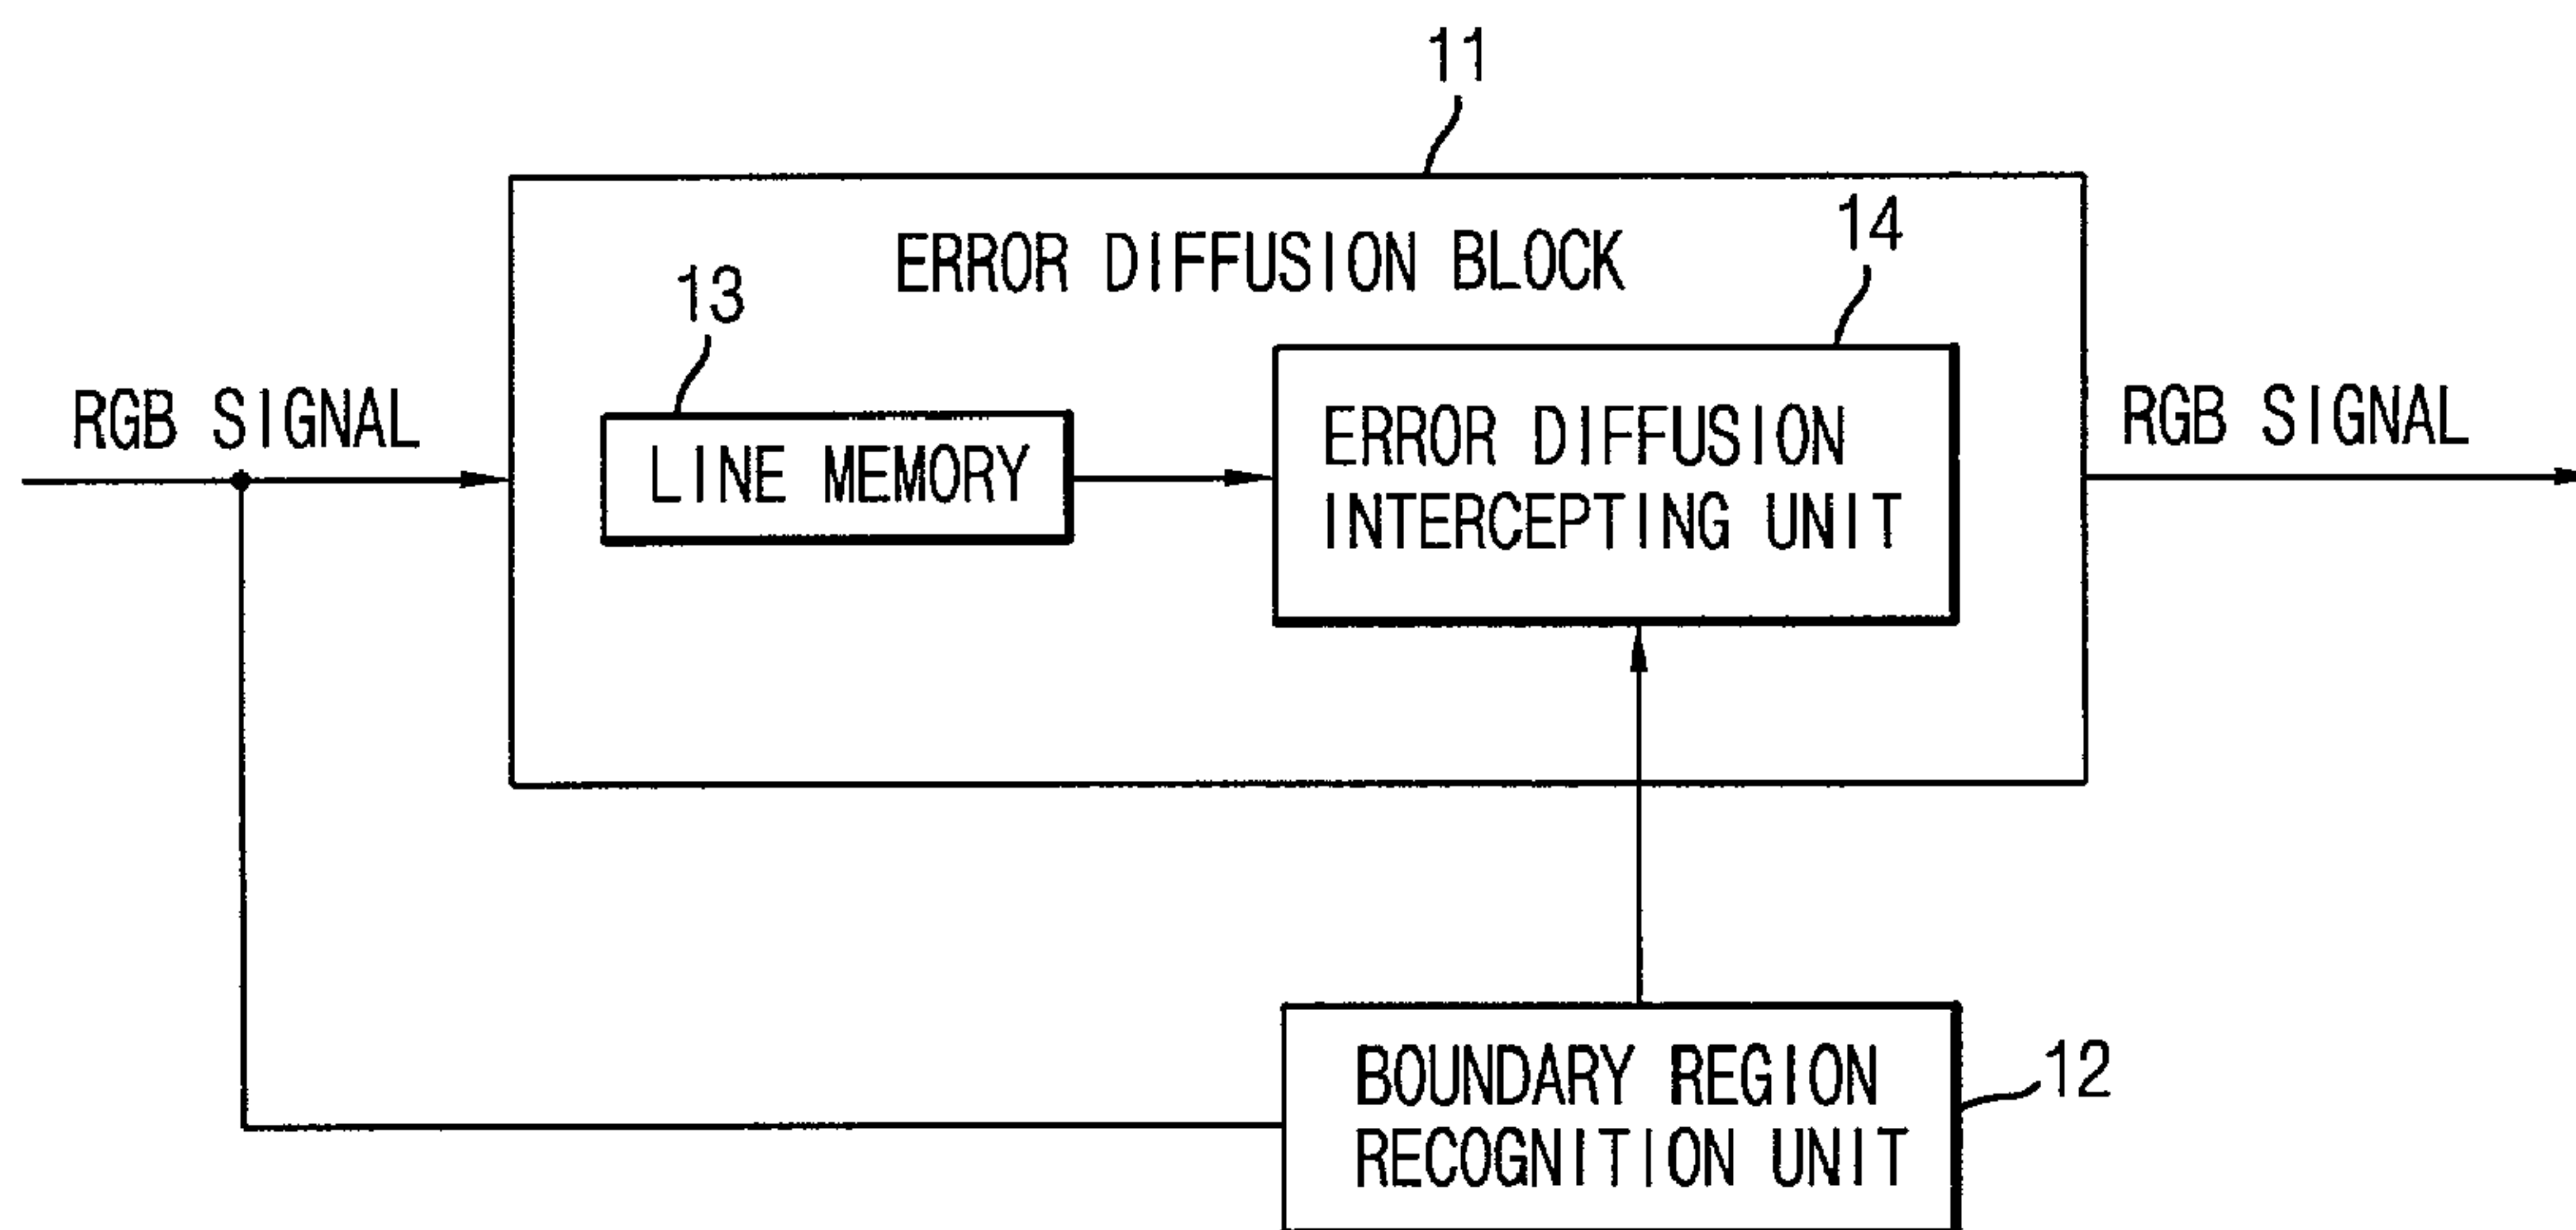 11
ERROR DIFFUSION BLOCK
14
13
RGB SIGNAL
LINE MEMORY
ERROR DIFFUSION
INTERCEPTING UNIT
RGB SIGNAL
BOUNDARY REGION
RECOGNITION UNIT
12